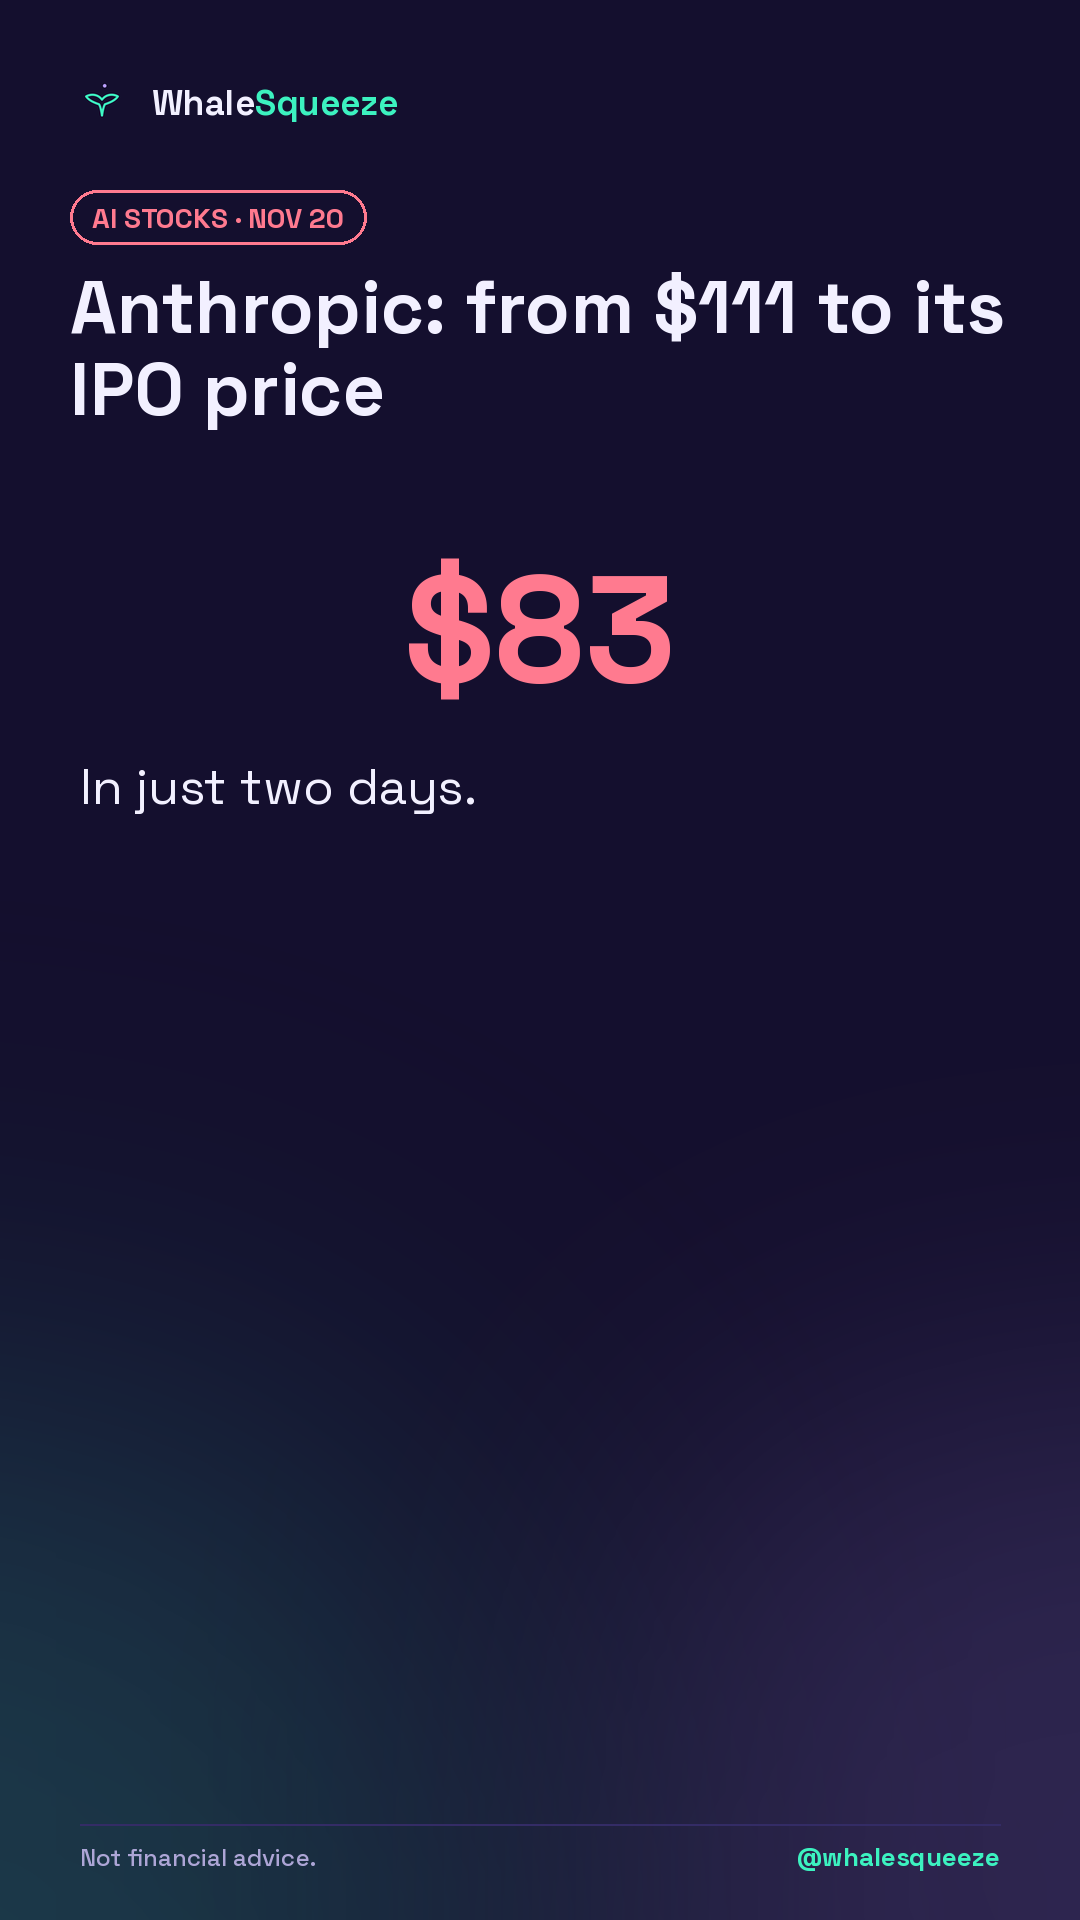 WhaleSqueeze
AI STOCKS · NOV 20
Anthropic: from $111 to its
IPO price
$83
In just two days.
Not financial advice.
@whalesqueeze